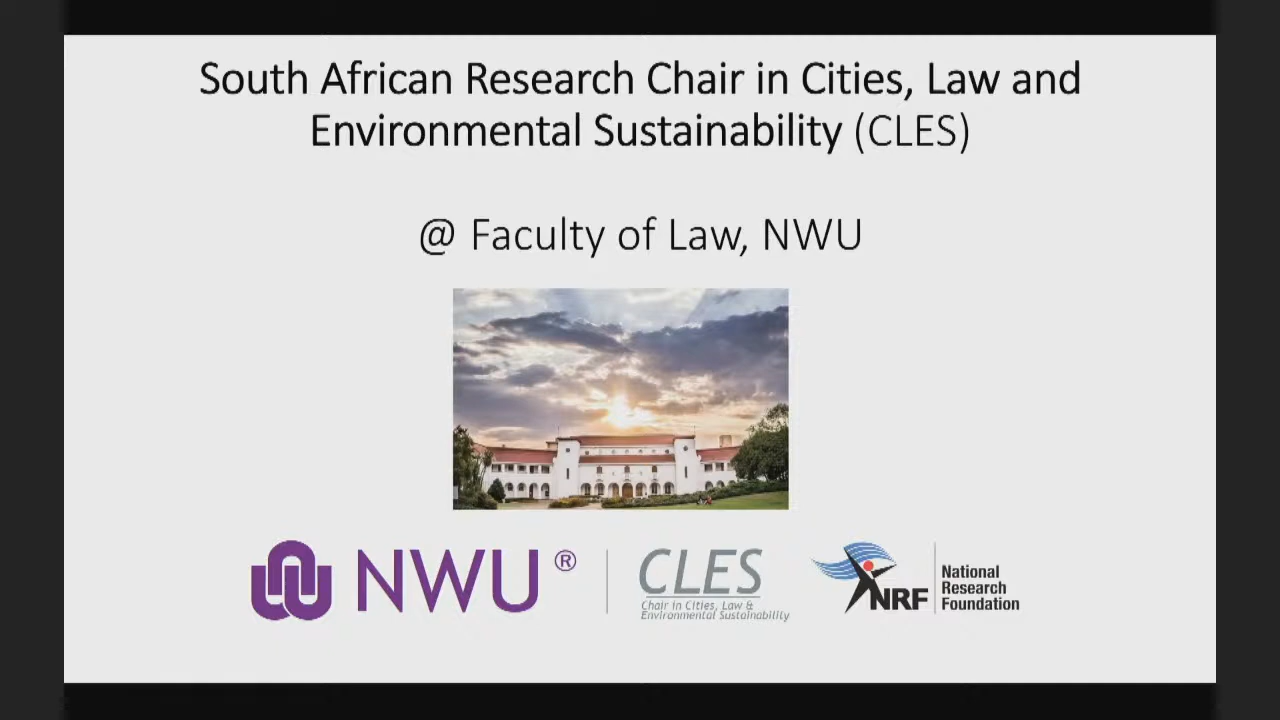 South African Research Chair in Cities, Law and
Environmental Sustainability (CLES)
@ Faculty of Law, NWU
NWU ®
CLES
Chair in Cities, Law &
Environmental Sustainability
NRF
National
Research
Foundation